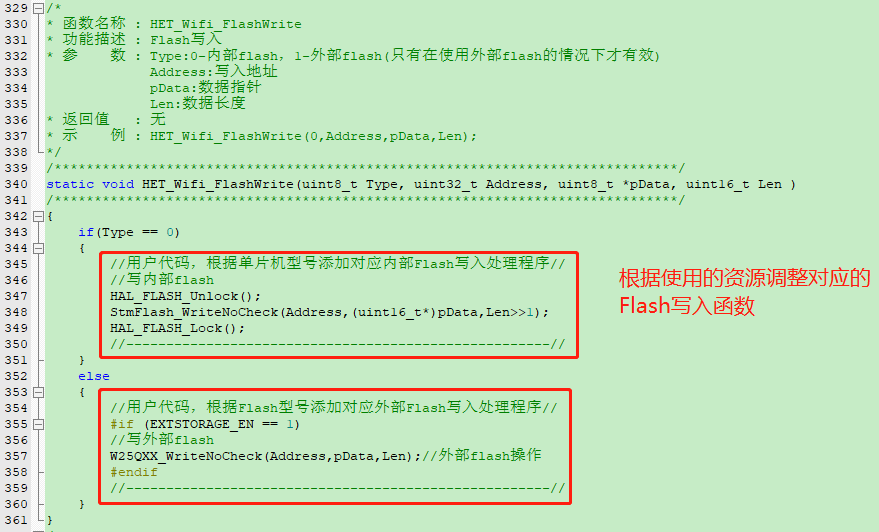 329 /*
330 * 函数名称 : HET_Wifi_FlashWrite
331 * 功能描述 : Flash写入
332 * 参    数 : Type:0-内部flash, 1-外部flash(只有在使用外部flash的情况下才有效)
333             Address:写入地址
334             pData:数据指针
335             Len:数据长度
336 * 返回值   : 无
337 * 示    例 : HET_Wifi_FlashWrite(0,Address,pData,Len);
338 */
339 /******************************************************************************/
340 static void HET_Wifi_FlashWrite(uint8_t Type, uint32_t Address, uint8_t *pData, uint16_t Len )
341 /******************************************************************************/
342 {
343     if(Type == 0)
344     {
345         //用户代码，根据单片机型号添加对应内部Flash写入处理程序//
346         //写内部flash
347         HAL_FLASH_Unlock();
348         StmFlash_WriteNoCheck(Address,(uint16_t*)pData,Len>>1);
349         HAL_FLASH_Lock();
350         //-----------------------------------------------------//
351     }
352     else
353     {
354         //用户代码，根据Flash型号添加对应外部Flash写入处理程序//
355         #if (EXTSTORAGE_EN == 1)
356         //写外部flash
357         W25QXX_WriteNoCheck(Address,pData,Len);//外部flash操作
358         #endif
359         //-----------------------------------------------------//
360     }
361 }
根据使用的资源调整对应的
Flash写入函数